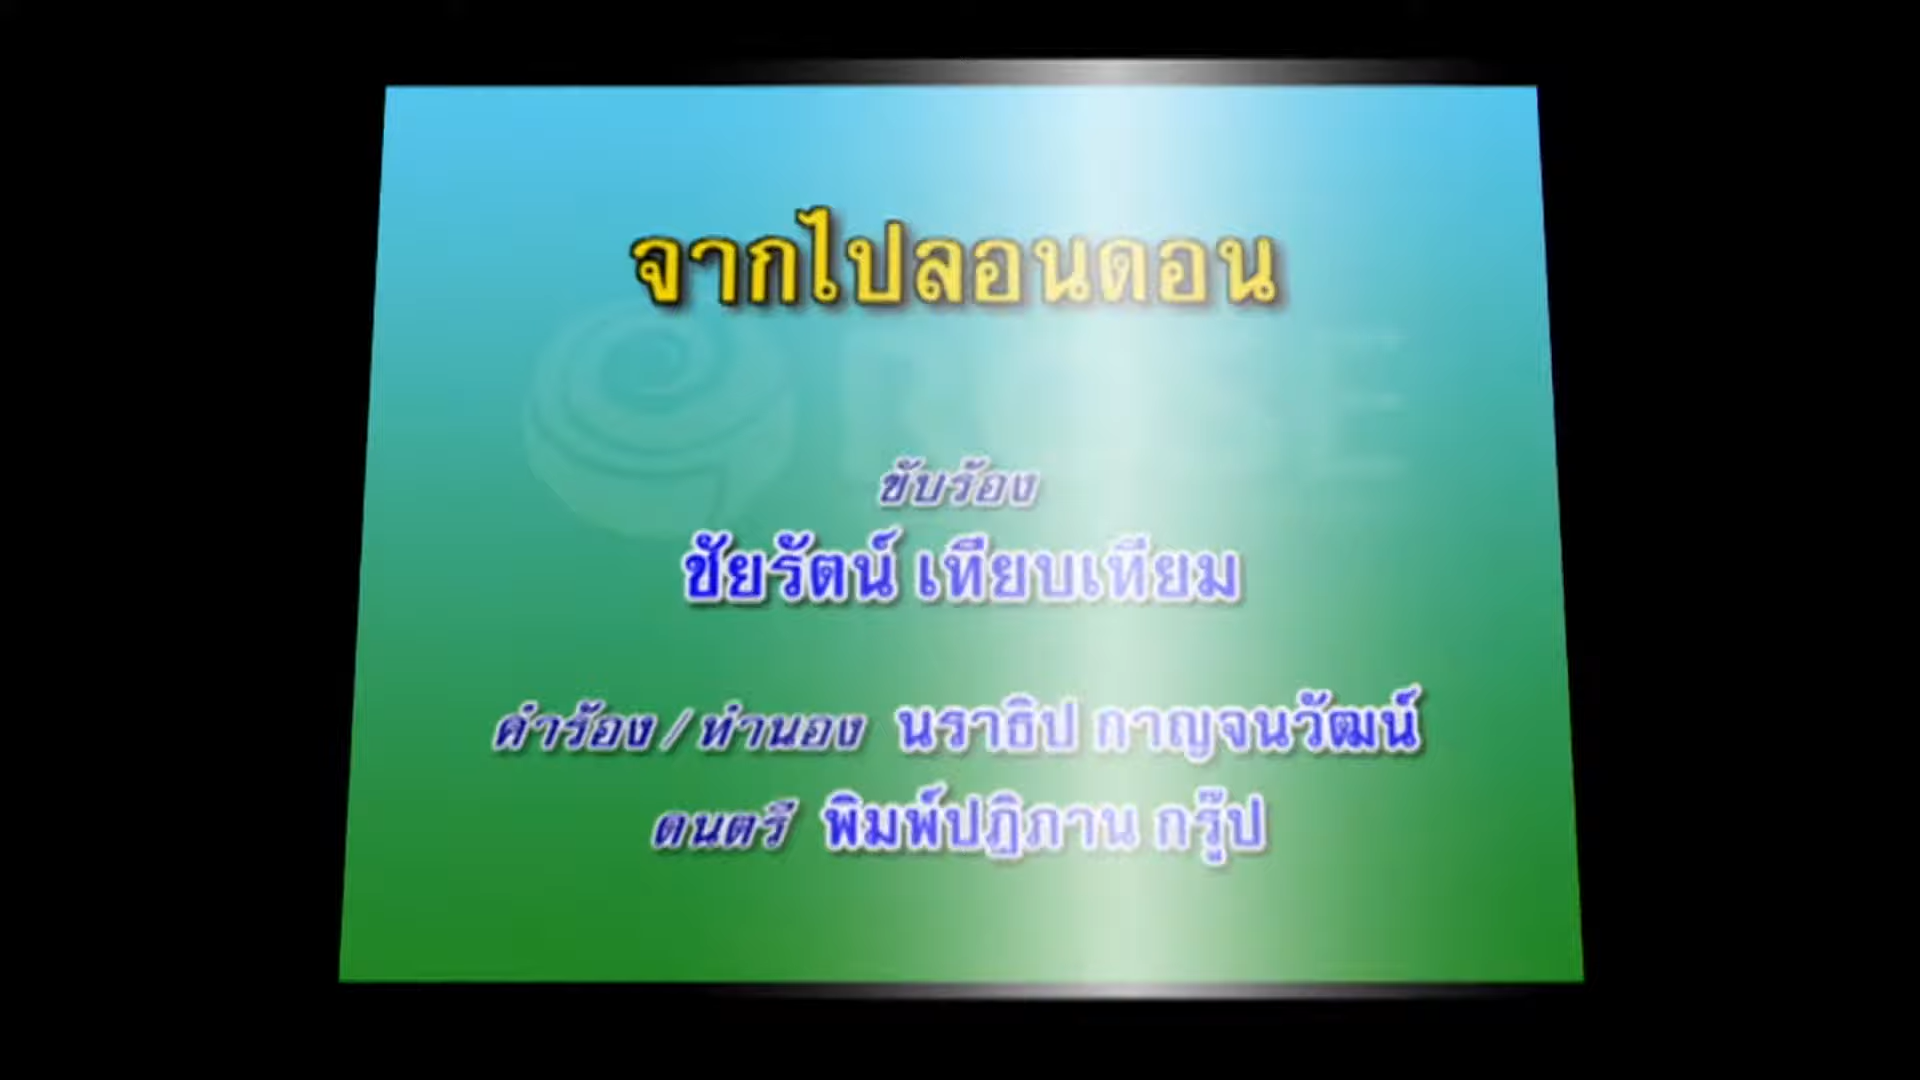 จากไปลอนดอน
ROSE
ขับร้อง
ชัยรัตน์ เทียบเทียม
คำร้อง / ทำนอง นราธิป กาญจนวัฒน์
ดนตรี พิมพ์ปฏิภาน กรุ๊ป